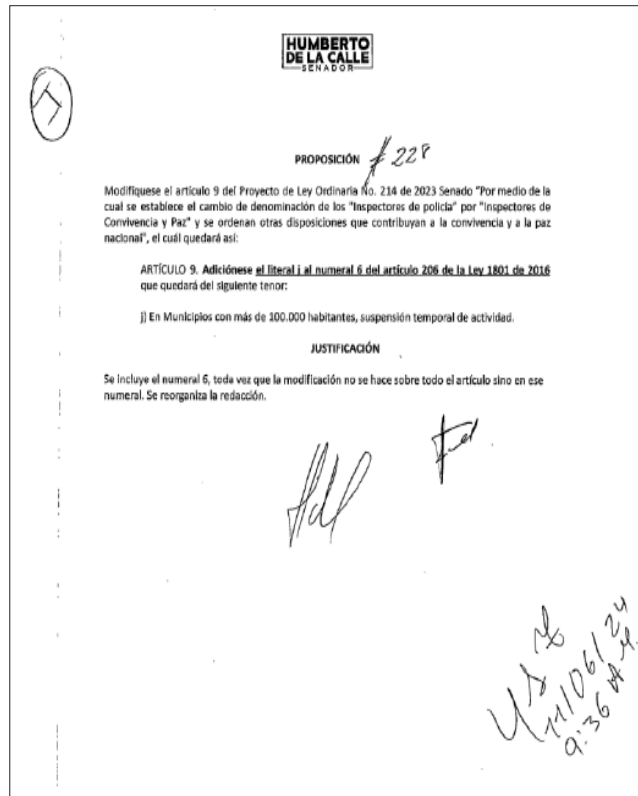 HUMBERTO
DE LA CALLE
SENADOR
PROPOSICIÓN # 228
Modifíquese el artículo 9 del Proyecto de Ley Ordinaria No. 214 de 2023 Senado "Por medio de la
cual se establece el cambio de denominación de los "Inspectores de policía" por "Inspectores de
Convivencia y Paz" y se ordenan otras disposiciones que contribuyan a la convivencia y a la paz
nacional", el cuál quedará así:
ARTÍCULO 9. Adiciónese el literal j al numeral 6 del artículo 206 de la Ley 1801 de 2016
que quedará del siguiente tenor:
j) En Municipios con más de 100.000 habitantes, suspensión temporal de actividad.
JUSTIFICACIÓN
Se incluye el numeral 6, toda vez que la modificación no se hace sobre todo el artículo sino en ese
numeral. Se reorganiza la redacción.
11/06/24
9:36 A.M.